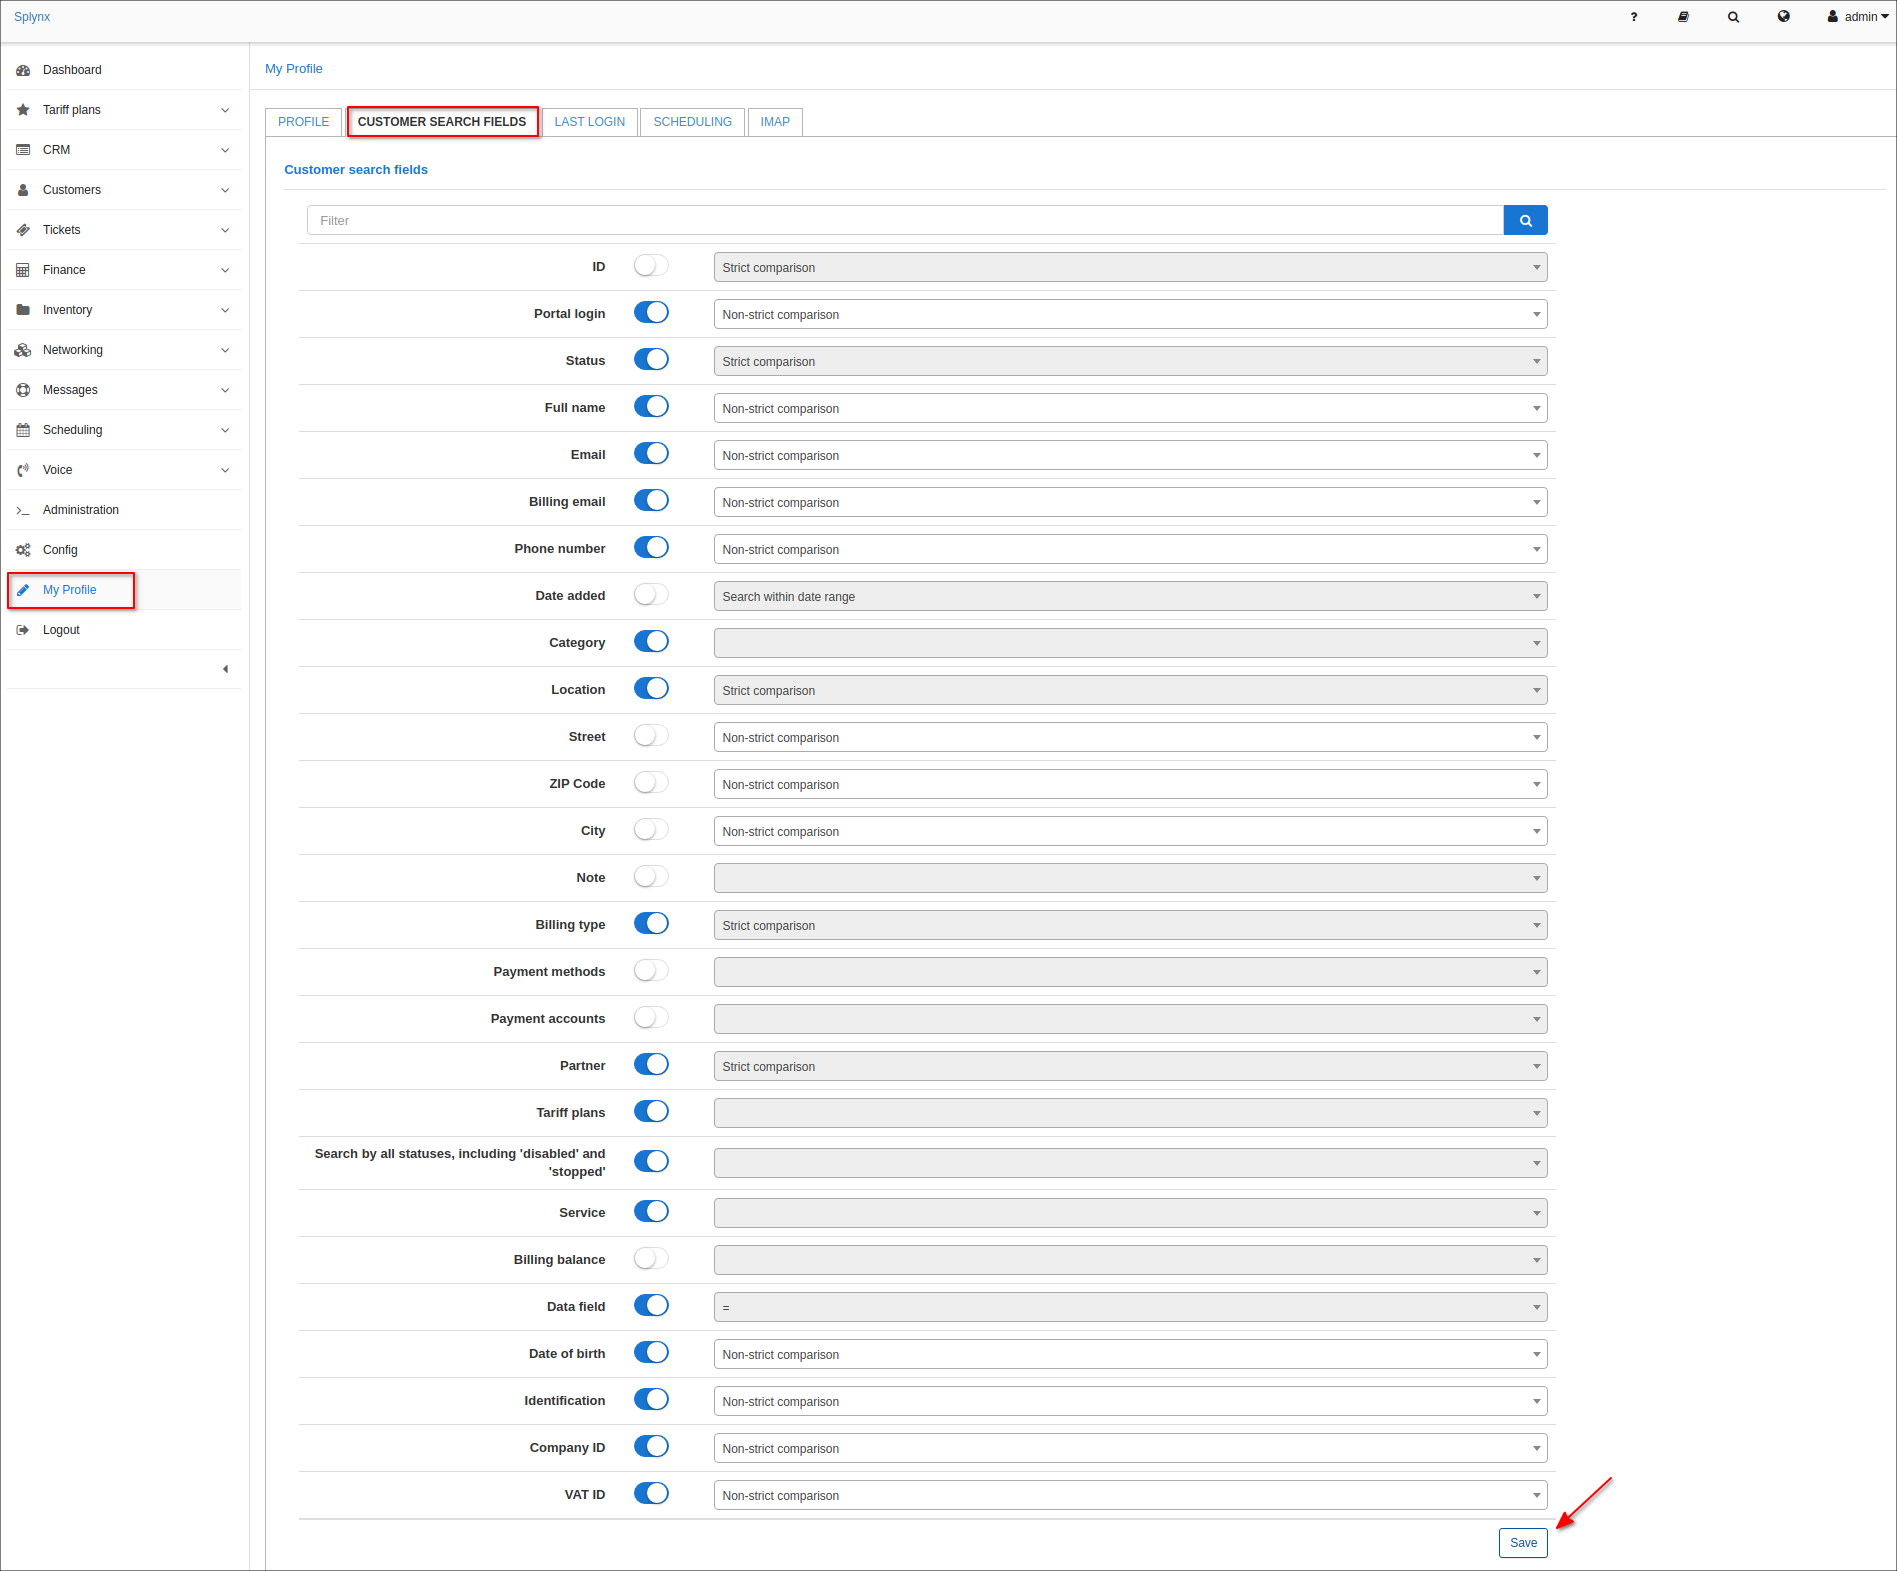 Splynx
? admin
Dashboard
Tariff plans
CRM
Customers
Tickets
Finance
Inventory
Networking
Messages
Scheduling
Voice
Administration
Config
My Profile
Logout
My Profile
PROFILE CUSTOMER SEARCH FIELDS LAST LOGIN SCHEDULING IMAP
Customer search fields
Filter
ID Strict comparison
Portal login Non-strict comparison
Status Strict comparison
Full name Non-strict comparison
Email Non-strict comparison
Billing email Non-strict comparison
Phone number Non-strict comparison
Date added Search within date range
Category
Location Strict comparison
Street Non-strict comparison
ZIP Code Non-strict comparison
City Non-strict comparison
Note
Billing type Strict comparison
Payment methods
Payment accounts
Partner Strict comparison
Tariff plans
Search by all statuses, including 'disabled' and
'stopped'
Service
Billing balance
Data field =
Date of birth Non-strict comparison
Identification Non-strict comparison
Company ID Non-strict comparison
VAT ID Non-strict comparison
Save